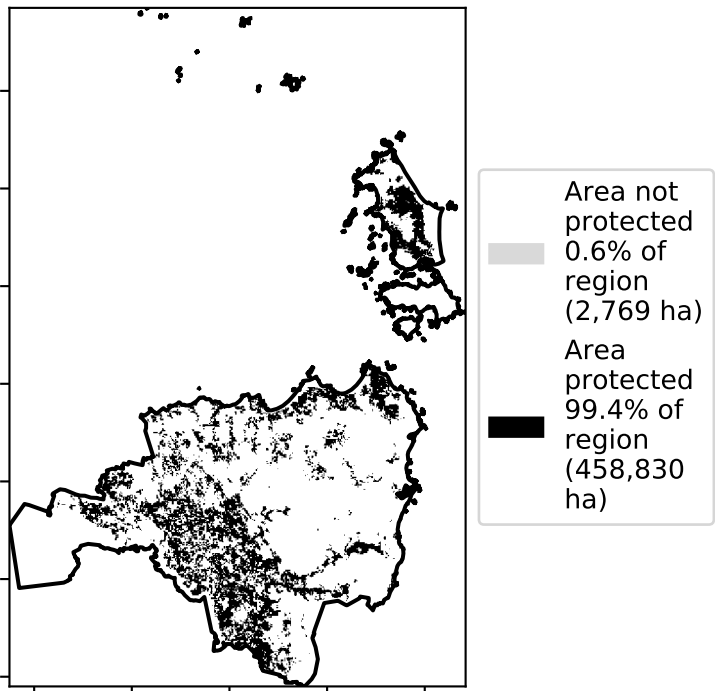 Area not
protected
0.6% of
region
(2,769 ha)
Area
protected
99.4% of
region
(458,830
ha)